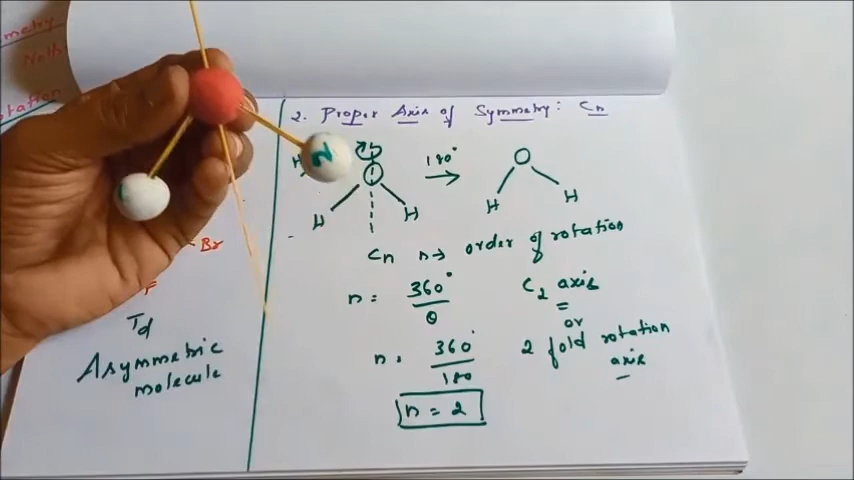 2. Proper Axis of Symmetry: Cn
180°
O
O
H H
H H
Cn n→ order of rotation
n = 360° / θ
C2 axis
or
n = 360° / 180
2 fold rotation
axis
n = 2
Br
F
Td
Asymmetric
molecule